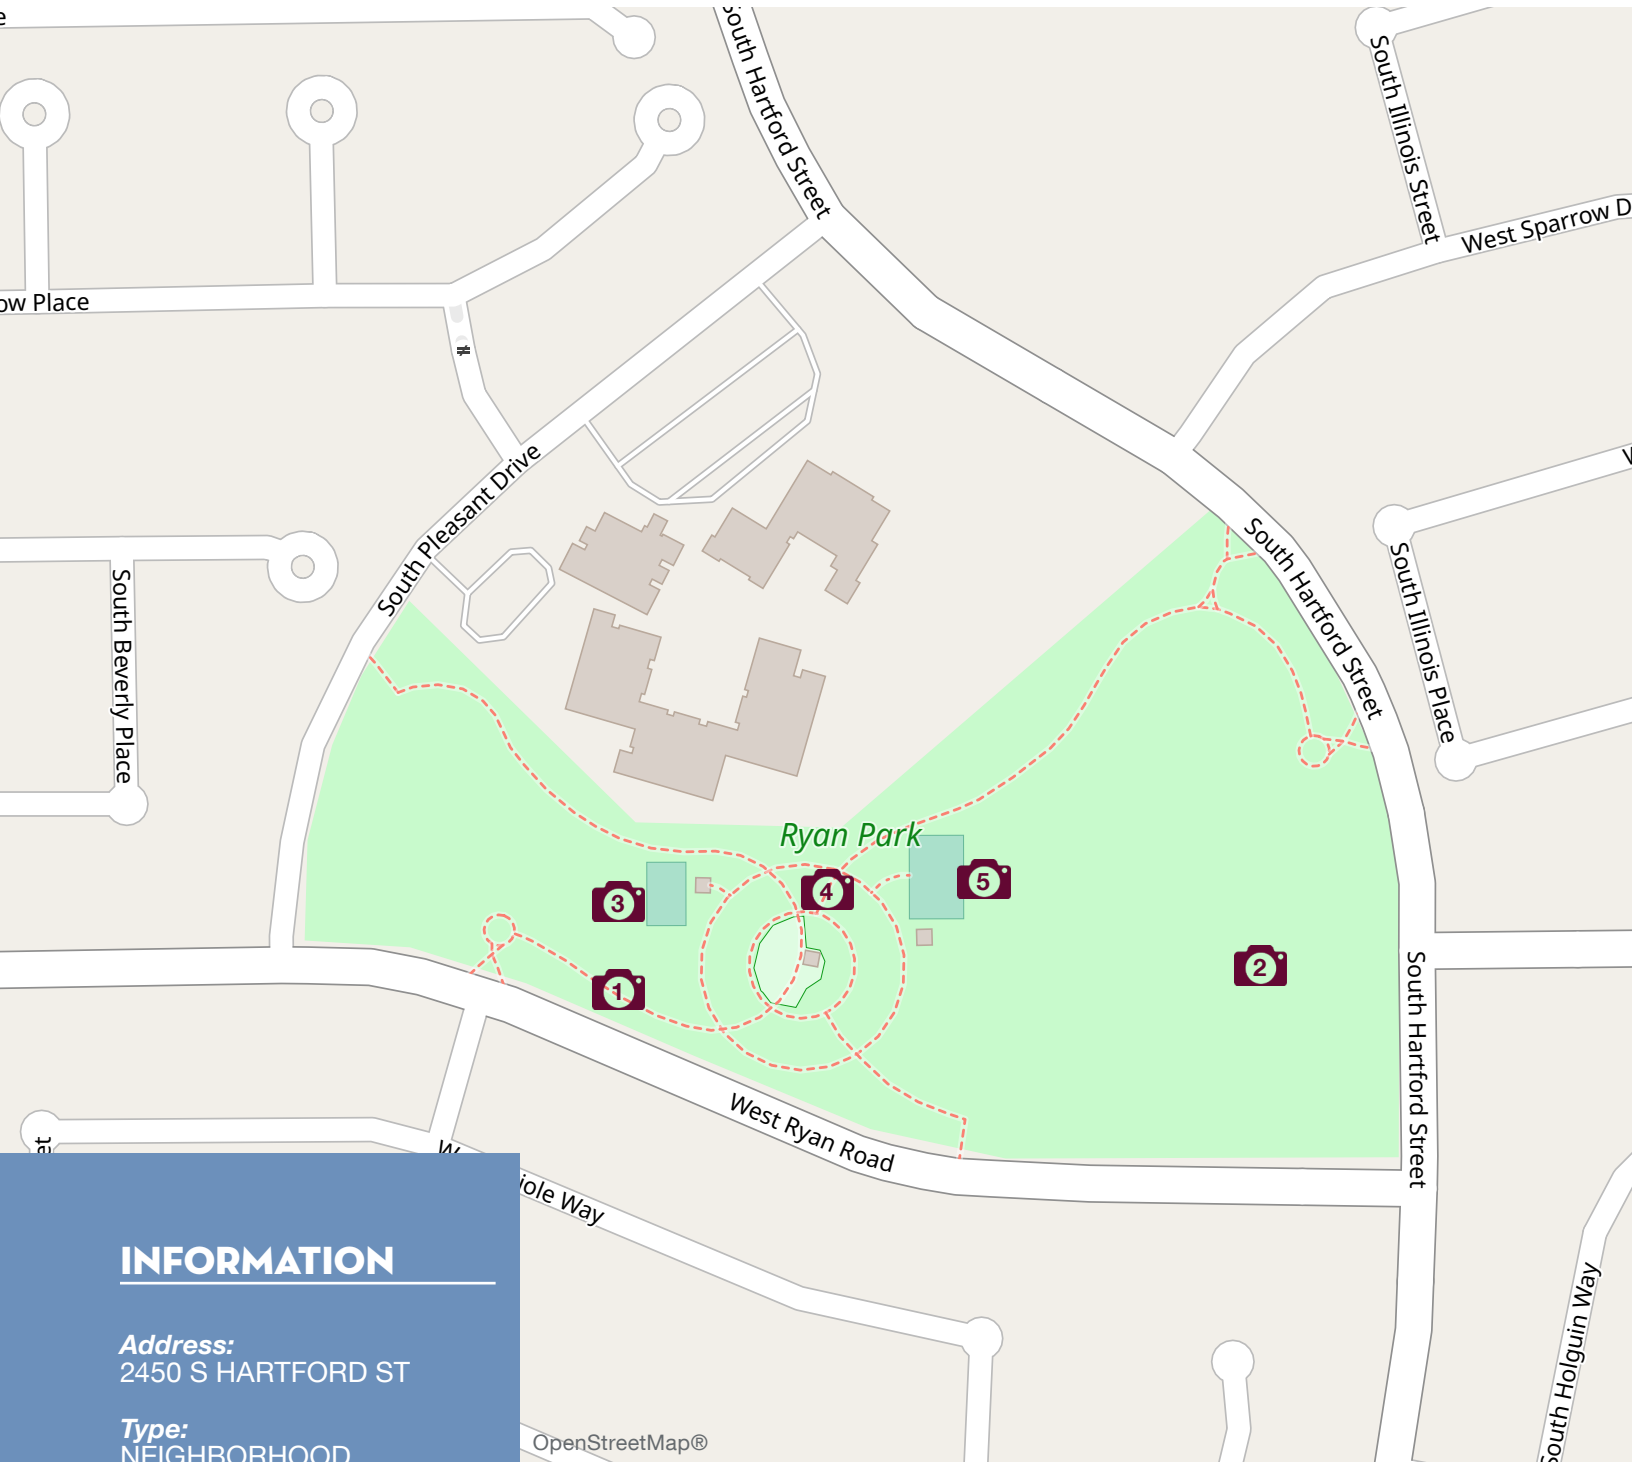 South Hartford Street
South Illinois Street
West Sparrow D
ow Place
South Pleasant Drive
South Hartford Street
South Illinois Place
South Beverly Place
Ryan Park
5
4
3
2
1
South Hartford Street
West Ryan Road
iole Way
South Holguin Way
INFORMATION
Address:
2450 S HARTFORD ST
Type:
NEIGHBORHOOD
OpenStreetMap®